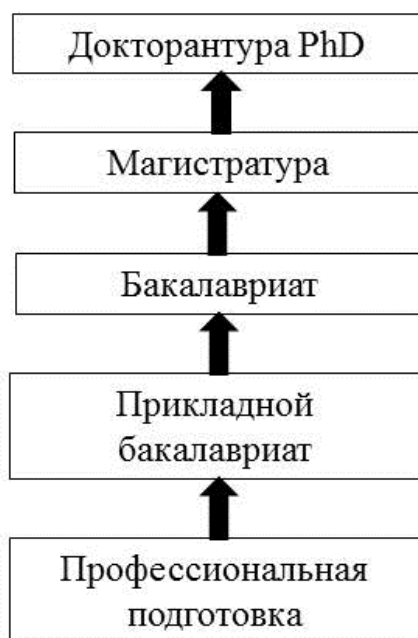 Докторантура PhD
Магистратура
Бакалавриат
Прикладной
бакалавриат
Профессиональная
подготовка